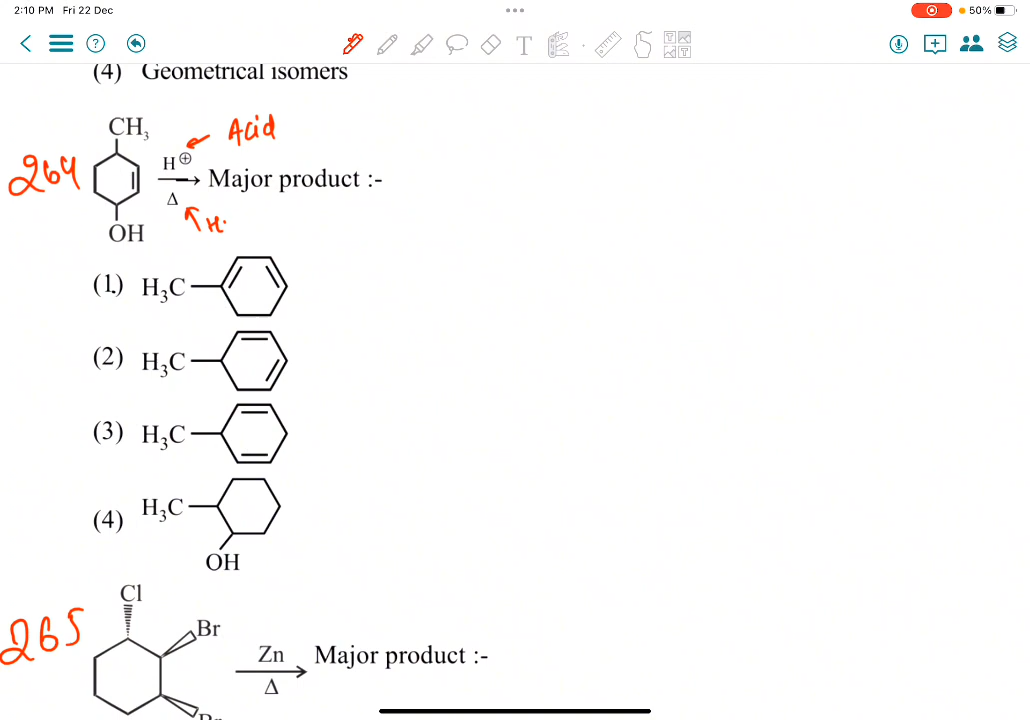 2:10 PM Fri 22 Dec
50%
(4) Geometrical isomers
264
CH3
OH
H⊕
Δ
Acid
H.
Major product :-
(1) H3C
(2) H3C
(3) H3C
(4) H3C
OH
265
Cl
Br
Br
Zn
Δ
Major product :-